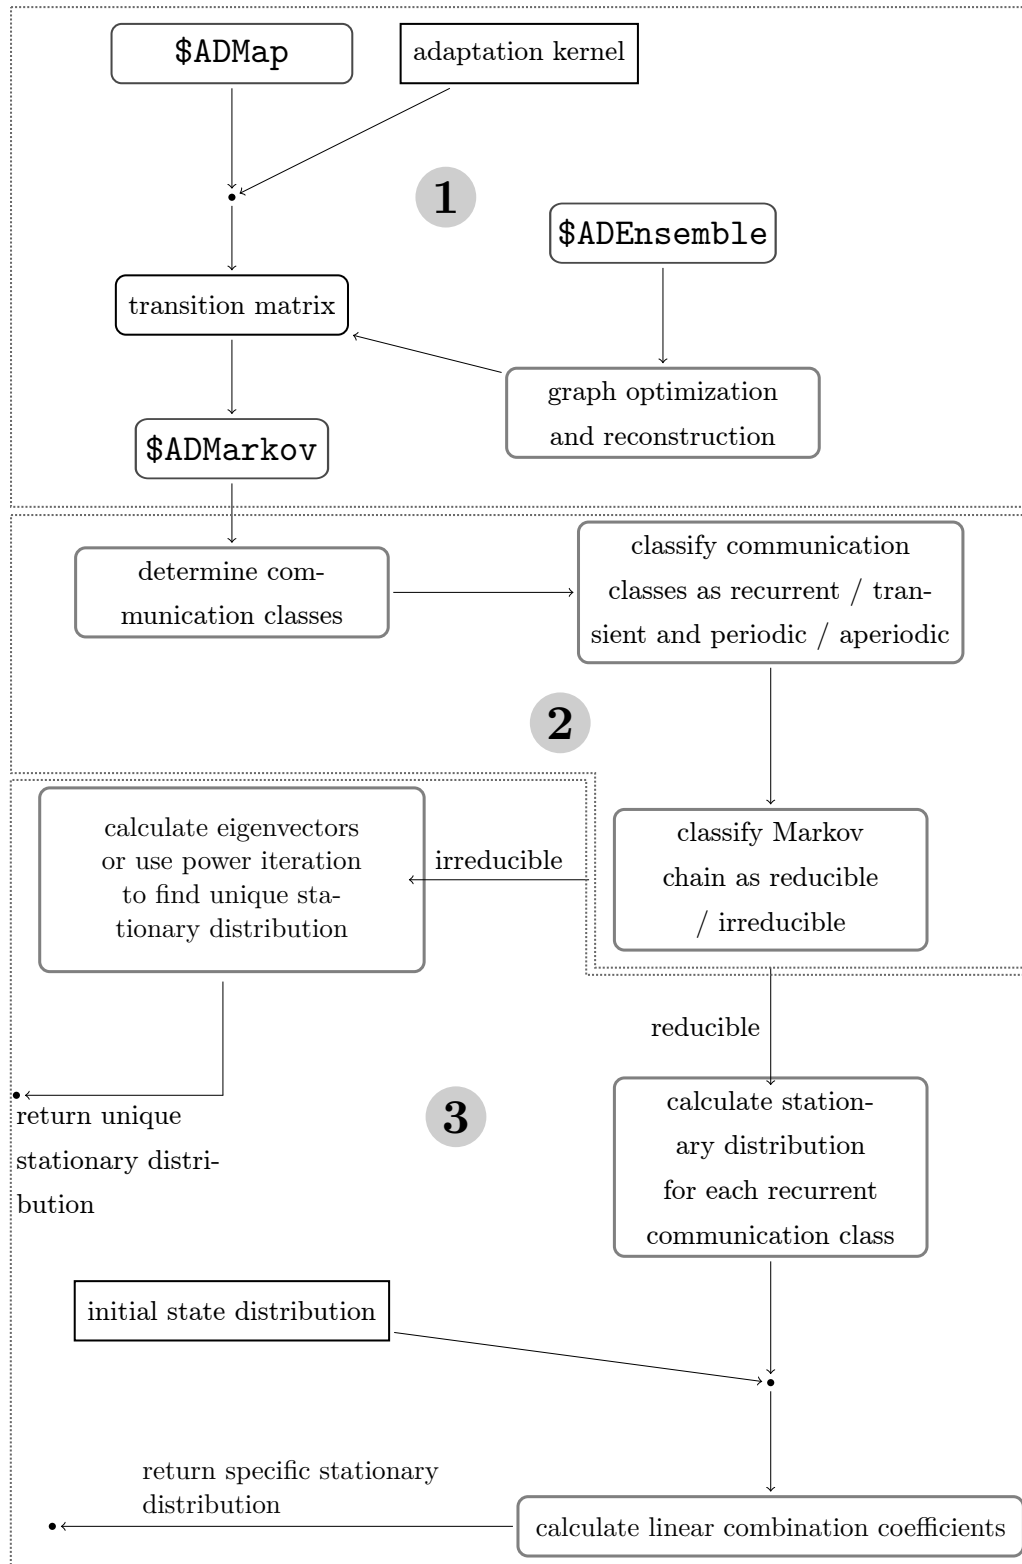 $ADMap
adaptation kernel
1
$ADEnsemble
transition matrix
graph optimization
and reconstruction
$ADMarkov
determine com-
munication classes
classify communication
classes as recurrent / tran-
sient and periodic / aperiodic
2
calculate eigenvectors
or use power iteration
to find unique sta-
tionary distribution
irreducible
classify Markov
chain as reducible
/ irreducible
reducible
return unique
stationary distri-
bution
3
calculate station-
ary distribution
for each recurrent
communication class
initial state distribution
return specific stationary
distribution
calculate linear combination coefficients